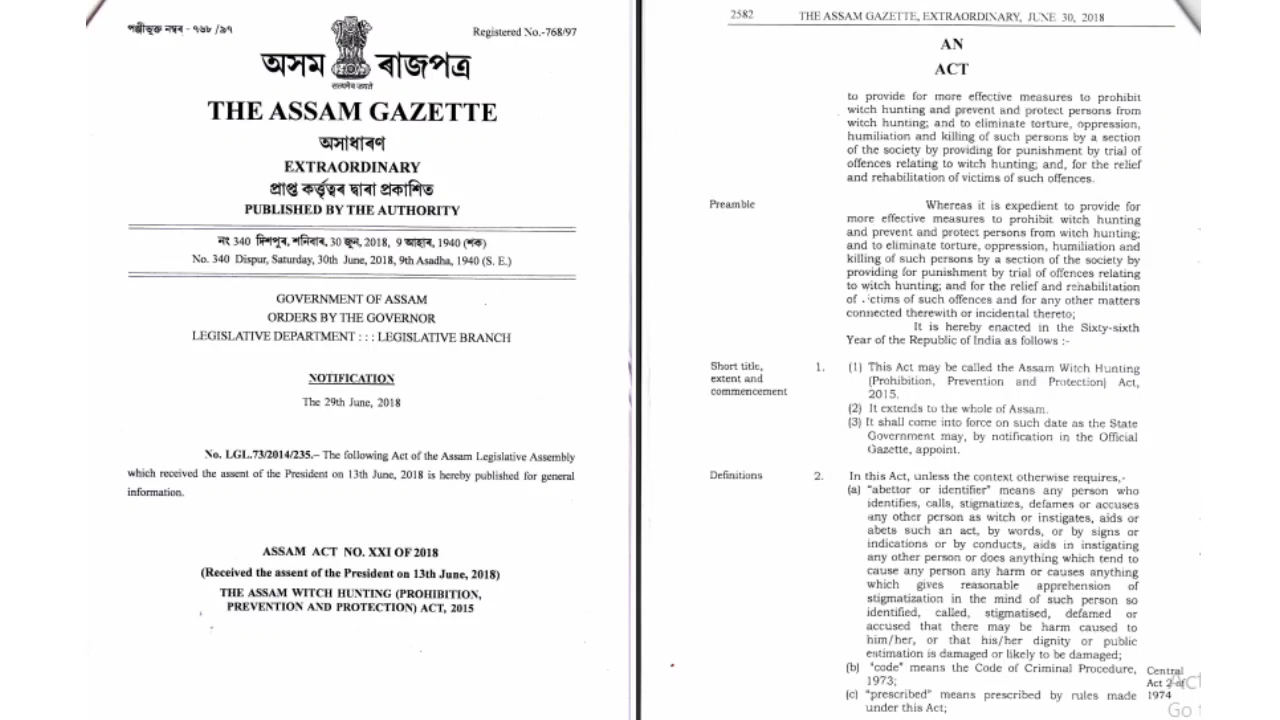 পঞ্জীভুক্ত নম্বৰ - ৭৬৮ /৯৭
Registered No.-768/97
অসম ৰাজপত্ৰ
सत्यमेव जयते
THE ASSAM GAZETTE
অসাধাৰণ
EXTRAORDINARY
প্ৰাপ্ত কৰ্ত্তৃত্বৰ দ্বাৰা প্ৰকাশিত
PUBLISHED BY THE AUTHORITY
নং 340 দিশপুৰ, শনিবাৰ, 30 জুন, 2018, 9 আহাৰ, 1940 (শক)
No. 340 Dispur, Saturday, 30th June, 2018, 9th Asadha, 1940 (S. E.)
GOVERNMENT OF ASSAM
ORDERS BY THE GOVERNOR
LEGISLATIVE DEPARTMENT : : : LEGISLATIVE BRANCH
NOTIFICATION
The 29th June, 2018
No. LGL.73/2014/235.– The following Act of the Assam Legislative Assembly
which received the assent of the President on 13th June, 2018 is hereby published for general
information.
ASSAM ACT NO. XXI OF 2018
(Received the assent of the President on 13th June, 2018)
THE ASSAM WITCH HUNTING (PROHIBITION,
PREVENTION AND PROTECTION) ACT, 2015
2582 THE ASSAM GAZETTE, EXTRAORDINARY, JUNE 30, 2018
AN
ACT
to provide for more effective measures to prohibit
witch hunting and prevent and protect persons from
witch hunting; and to eliminate torture, oppression,
humiliation and killing of such persons by a section
of the society by providing for punishment by trial of
offences relating to witch hunting; and, for the relief
and rehabilitation of victims of such offences.
Preamble
Whereas it is expedient to provide for
more effective measures to prohibit witch hunting
and prevent and protect persons from witch hunting;
and to eliminate torture, oppression, humiliation and
killing of such persons by a section of the society by
providing for punishment by trial of offences relating
to witch hunting; and for the relief and rehabilitation
of victims of such offences and for any other matters
connected therewith or incidental thereto;
It is hereby enacted in the Sixty-sixth
Year of the Republic of India as follows :-
Short title,
extent and
commencement
1. (1) This Act may be called the Assam Witch Hunting
(Prohibition, Prevention and Protection) Act,
2015.
(2) It extends to the whole of Assam.
(3) It shall come into force on such date as the State
Government may, by notification in the Official
Gazette, appoint.
Definitions
2. In this Act, unless the context otherwise requires,-
(a) "abettor or identifier" means any person who
identifies, calls, stigmatizes, defames or accuses
any other person as witch or instigates, aids or
abets such an act, by words, or by signs or
indications or by conducts, aids in instigating
any other person or does anything which tend to
cause any person any harm or causes anything
which gives reasonable apprehension of
stigmatization in the mind of such person so
identified, called, stigmatised, defamed or
accused that there may be harm caused to
him/her, or that his/her dignity or public
estimation is damaged or likely to be damaged;
(b) "code" means the Code of Criminal Procedure,
1973;
Central
Act 2 of
1974
(c) "prescribed" means prescribed by rules made
under this Act;